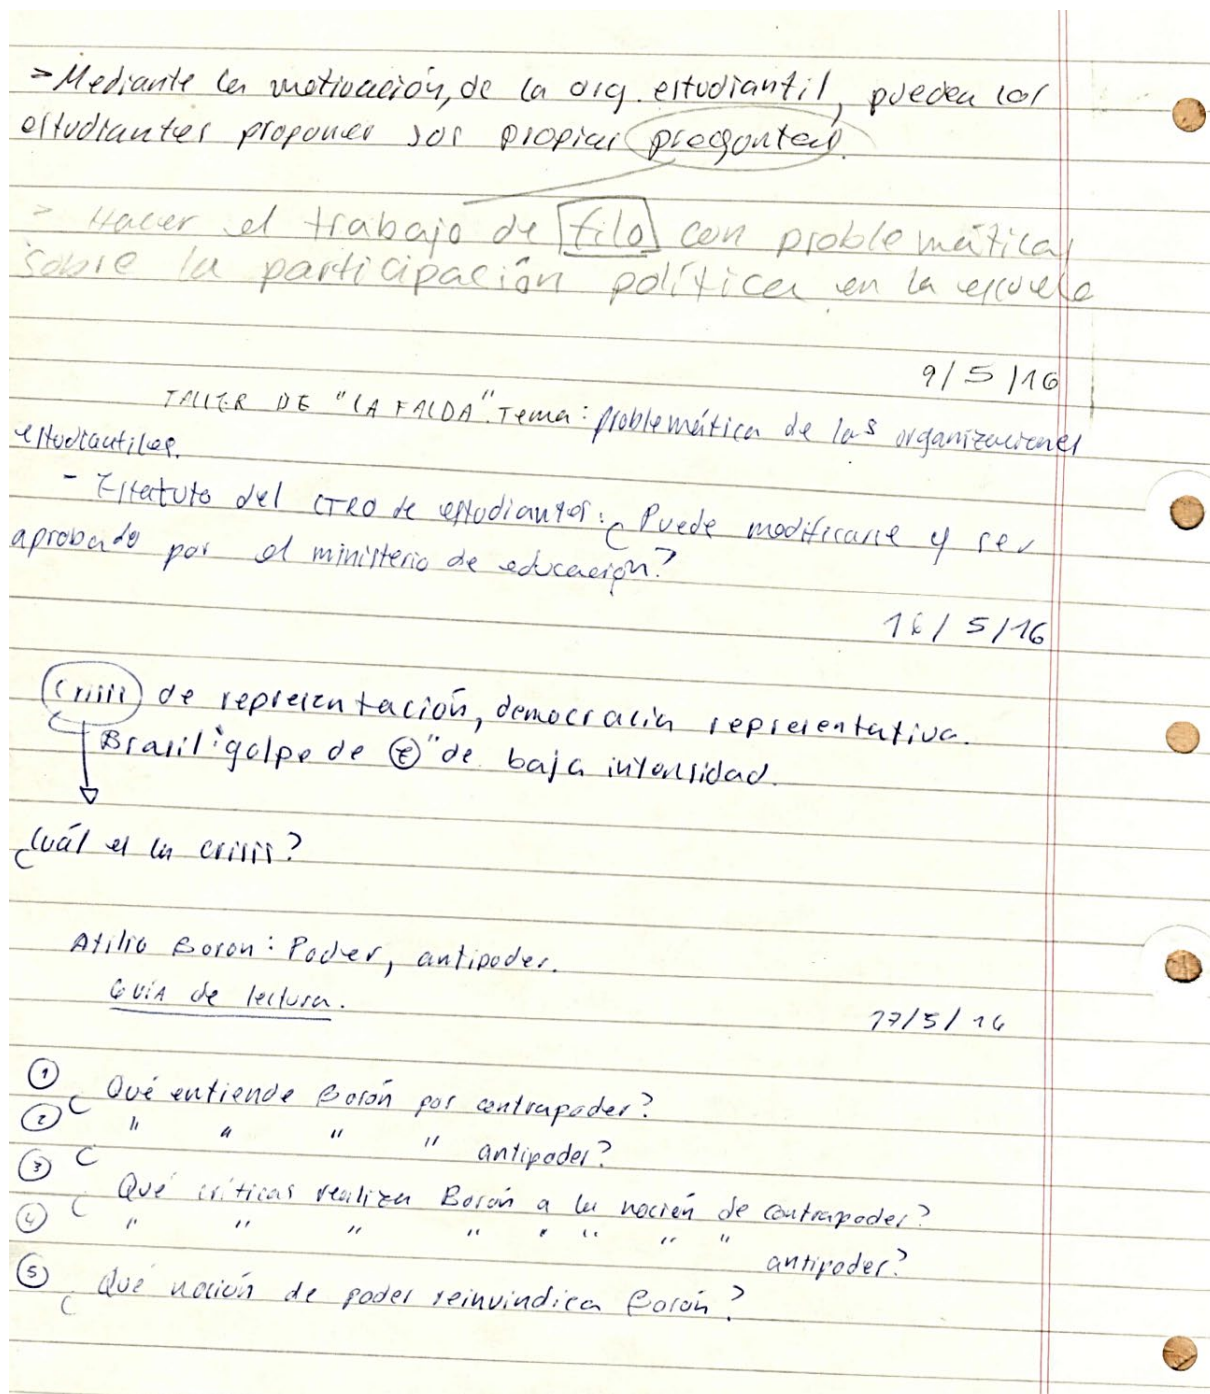 > Mediante la motivación, de la org. estudiantil, pueden los
estudiantes proponer sus propias preguntas.
> Hacer el trabajo de filo con problemáticas
sobre la participación política en la escuela
9/5/16
TALLER DE "LA FALDA". Tema: problemática de las organizaciones
estudiantiles.
- Estatuto del CTRO de estudiantes: ¿Puede modificarse y ser
aprobado por el ministerio de educación?
16/5/16
Crisis de representación, democracia representativa.
Brasil "golpe de E" de baja intensidad.
¿Cuál es la crisis?
Atilio Boron: Poder, antipoder.
GUIA de lectura.
17/5/16
① ¿Qué entiende Borón por contrapoder?
② ¿ " " " " antipoder?
③ ¿Qué críticas realiza Borón a la noción de contrapoder?
④ ¿ " " " " " " " " antipoder?
⑤ ¿Qué noción de poder reinvindica Borón?